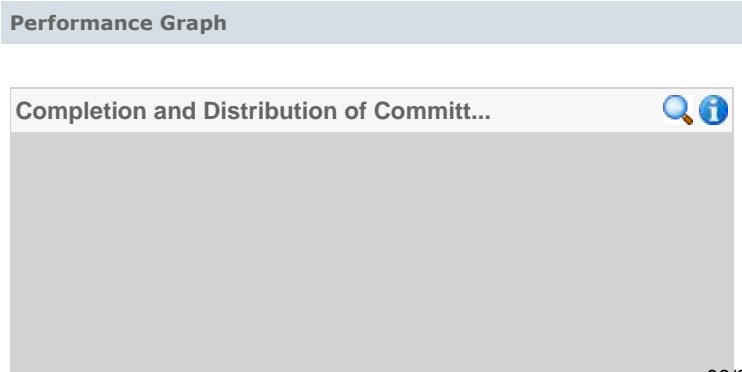 Performance Graph
Completion and Distribution of Committ...